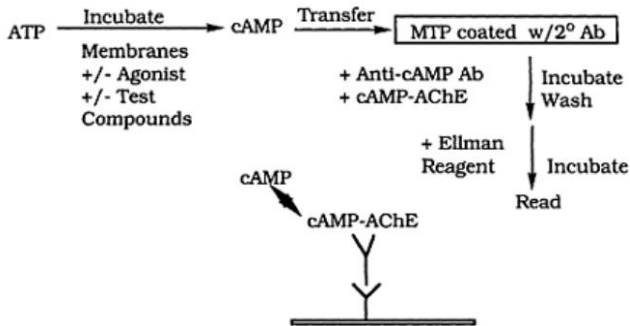 ATP
Incubate
Membranes
+/- Agonist
+/- Test
Compounds
cAMP
Transfer
MTP coated w/2º Ab
+ Anti-cAMP Ab
+ cAMP-AChE
Incubate
Wash
+ Ellman
Reagent
Incubate
Read
cAMP
cAMP-AChE